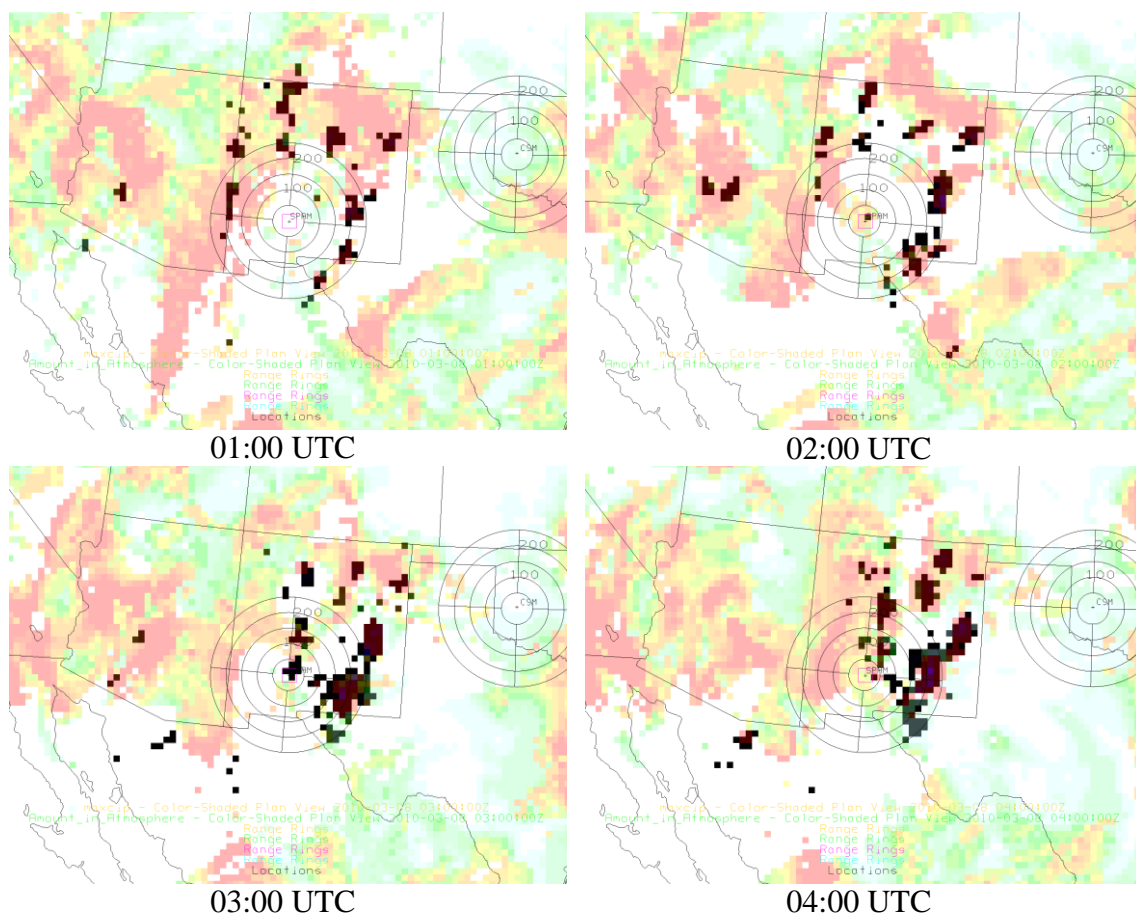 200
100
CSM
200
100
SPAM
maxcip - Color-Shaded Plan View 2010-03-08 01:00:00Z
Amount_in_Atmosphere - Color-Shaded Plan View 2010-03-08 01:00:00Z
Range Rings
Range Rings
Range Rings
Range Rings
Locations
01:00 UTC
200
100
CSM
200
100
SPAM
maxcip - Color-Shaded Plan View 02:00:00Z
Amount_in_Atmosphere - Color-Shaded Plan View 2010-03-08 02:00:00Z
Range Rings
Range Rings
Range Rings
Range Rings
Locations
02:00 UTC
200
100
CSM
200
maxcip - Color-Shaded Plan View 2010-03-08 03:00:00Z
Amount_in_Atmosphere - Color-Shaded Plan View 2010-03-08 03:00:00Z
Range Rings
Range Rings
Range Rings
Range Rings
Locations
03:00 UTC
200
100
CSM
200
SPAM
maxcip - Color-Shaded Plan View 2010-03-08 04:00:00Z
Amount_in_Atmosphere - Color-Shaded Plan View 2010-03-08 04:00:00Z
Range Rings
Range Rings
Range Rings
Range Rings
Locations
04:00 UTC